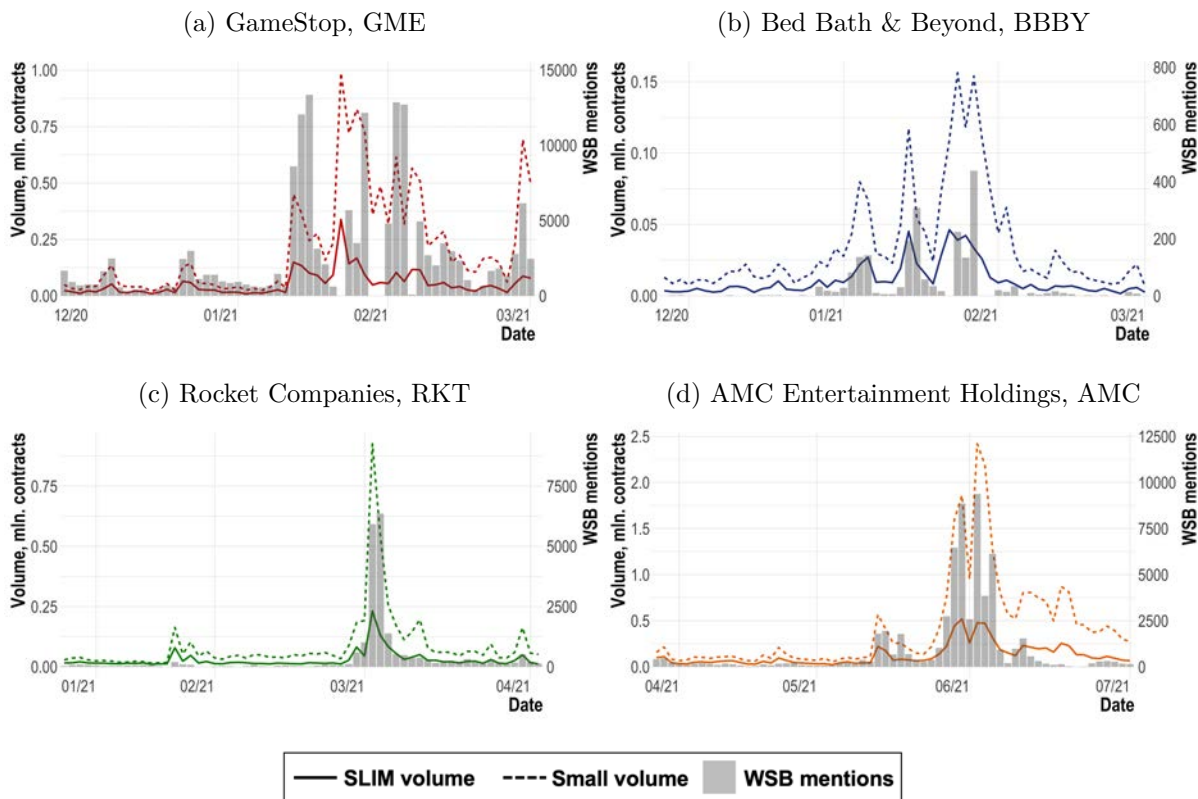 (a) GameStop, GME
Volume, mln. contracts
1.00
0.75
0.50
0.25
0.00
15000
10000
5000
0
WSB mentions
12/20 01/21 02/21 03/21
Date
(b) Bed Bath & Beyond, BBBY
Volume, mln. contracts
0.15
0.10
0.05
0.00
800
600
400
200
0
WSB mentions
12/20 01/21 02/21 03/21
Date
(c) Rocket Companies, RKT
Volume, mln. contracts
0.75
0.50
0.25
0.00
7500
5000
2500
0
WSB mentions
01/21 02/21 03/21 04/21
Date
(d) AMC Entertainment Holdings, AMC
Volume, mln. contracts
2.5
2.0
1.5
1.0
0.5
0.0
12500
10000
7500
5000
2500
0
WSB mentions
04/21 05/21 06/21 07/21
Date
SLIM volume Small volume WSB mentions